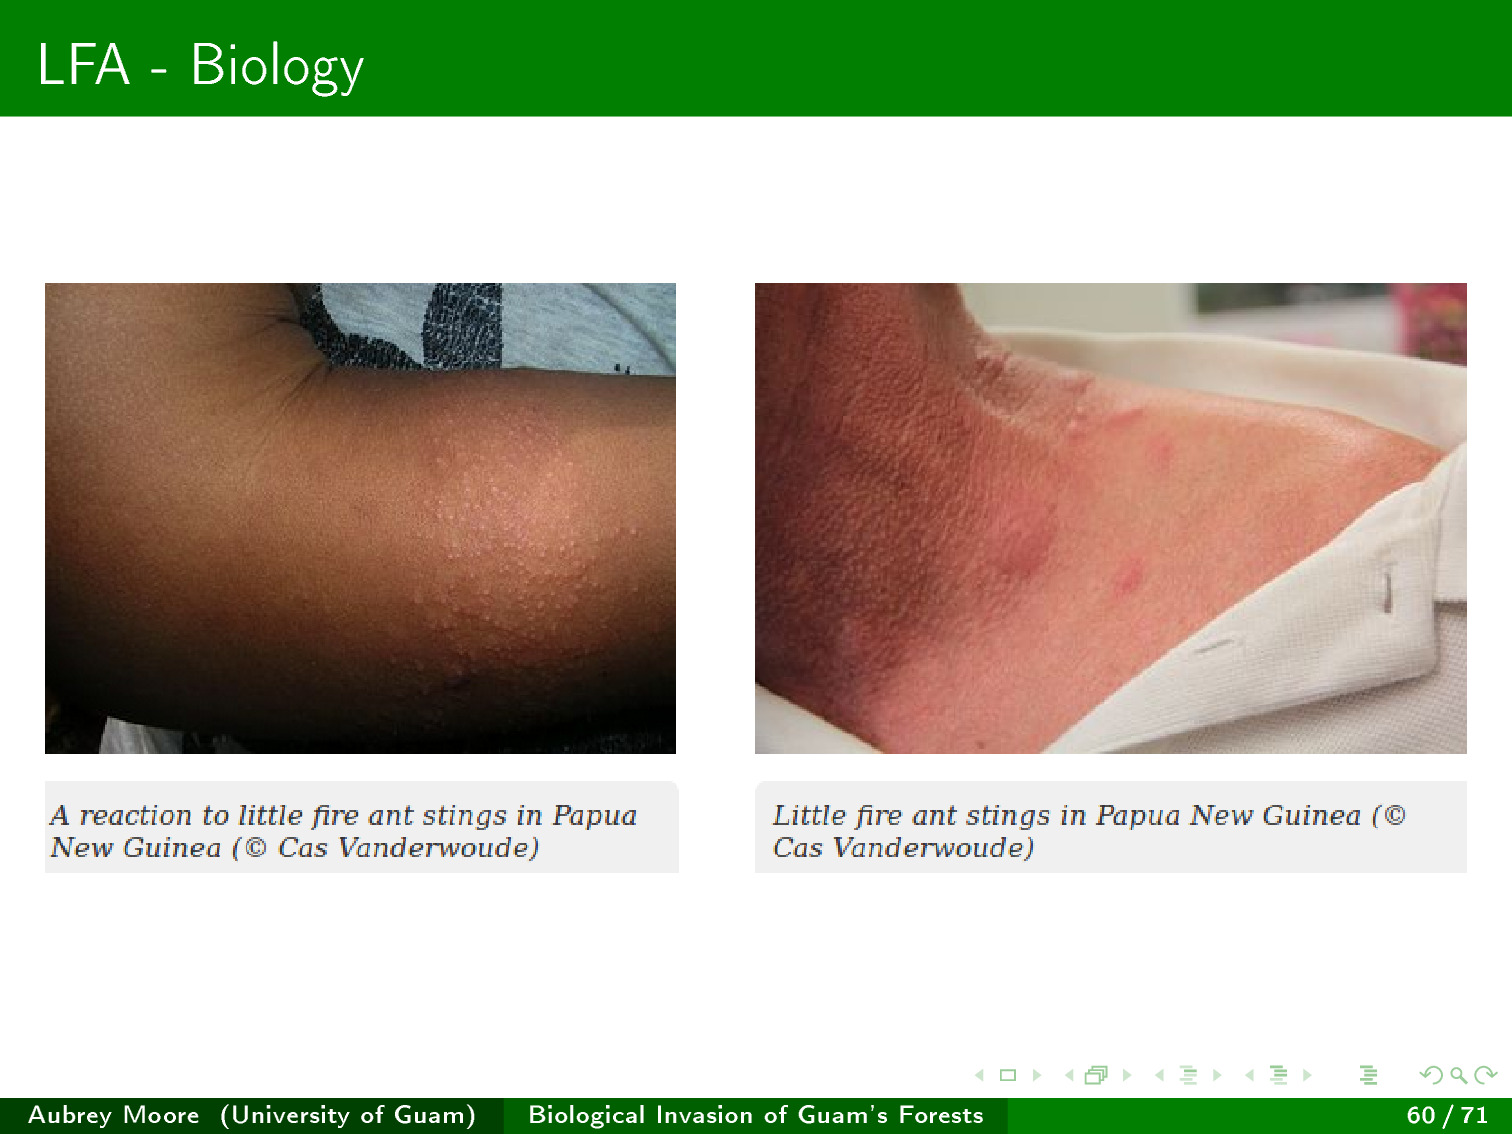 LFA - Biology
A reaction to little fire ant stings in Papua
New Guinea (© Cas Vanderwoude)
Little fire ant stings in Papua New Guinea (©
Cas Vanderwoude)
Aubrey Moore (University of Guam) Biological Invasion of Guam's Forests 60 / 71